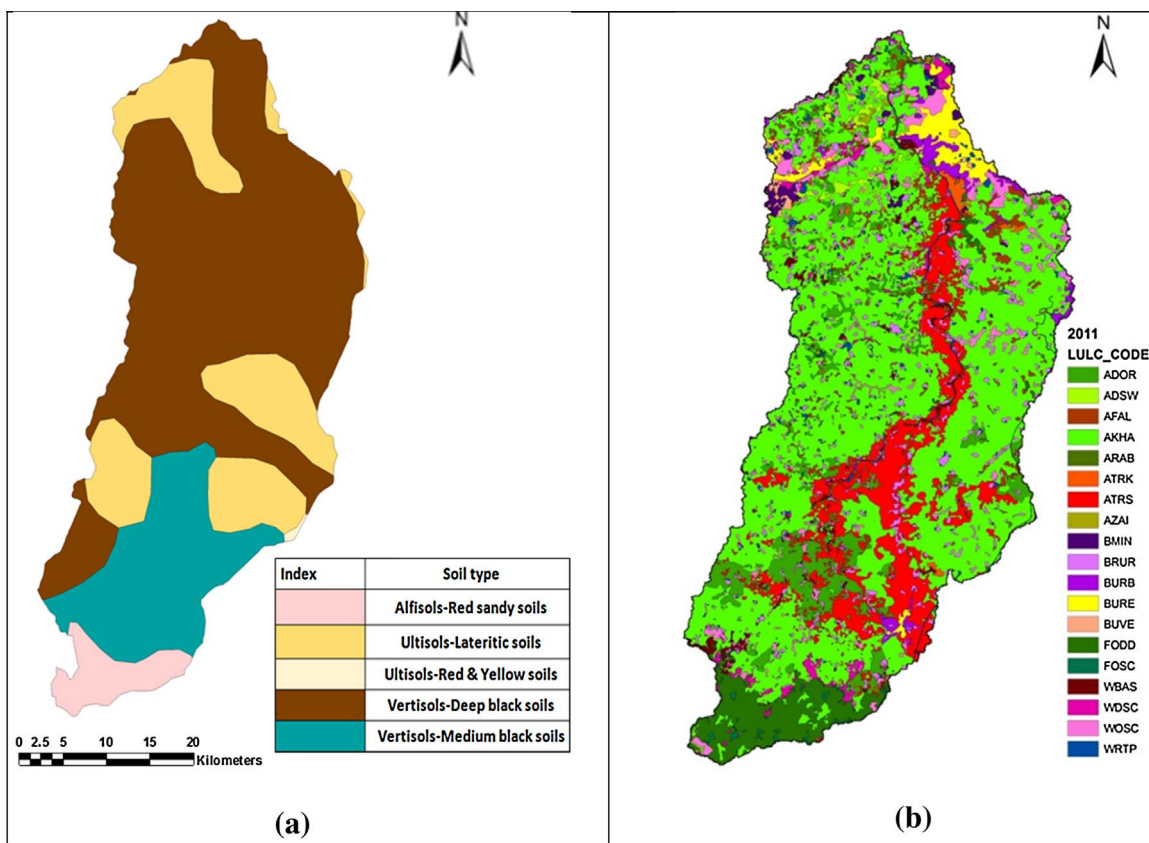 N
Index Soil type
Alfisols-Red sandy soils
Ultisols-Lateritic soils
Ultisols-Red & Yellow soils
Vertisols-Deep black soils
Vertisols-Medium black soils
0 2.5 5 10 15 20
Kilometers
(a)
N
2011
LULC_CODE
ADOR
ADSW
AFAL
AKHA
ARAB
ATRK
ATRS
AZAI
BMIN
BRUR
BURB
BURE
BUVE
FODD
FOSC
WBAS
WDSC
WOSC
WRTP
(b)